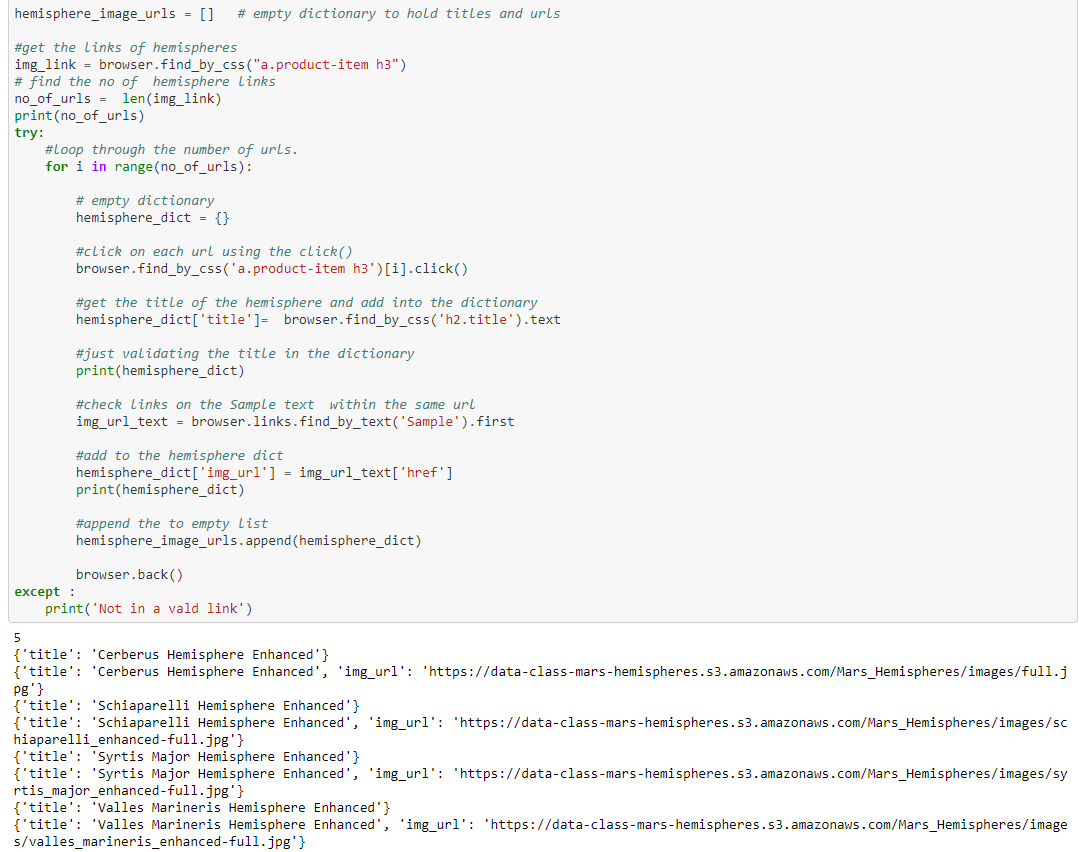 hemisphere_image_urls = []   # empty dictionary to hold titles and urls
#get the links of hemispheres
img_link = browser.find_by_css("a.product-item h3")
# find the no of  hemisphere links
no_of_urls =  len(img_link)
print(no_of_urls)
try:
    #loop through the number of urls.
    for i in range(no_of_urls):
        # empty dictionary
        hemisphere_dict = {}
        #click on each url using the click()
        browser.find_by_css('a.product-item h3')[i].click()
        #get the title of the hemisphere and add into the dictionary
        hemisphere_dict['title']=  browser.find_by_css('h2.title').text
        #just validating the title in the dictionary
        print(hemisphere_dict)
        #check links on the Sample text  within the same url
        img_url_text = browser.links.find_by_text('Sample').first
        #add to the hemisphere dict
        hemisphere_dict['img_url'] = img_url_text['href']
        print(hemisphere_dict)
        #append the to empty list
        hemisphere_image_urls.append(hemisphere_dict)
        browser.back()
except :
    print('Not in a vald link')
5
{'title': 'Cerberus Hemisphere Enhanced'}
{'title': 'Cerberus Hemisphere Enhanced', 'img_url': 'https://data-class-mars-hemispheres.s3.amazonaws.com/Mars_Hemispheres/images/full.j
pg'}
{'title': 'Schiaparelli Hemisphere Enhanced'}
{'title': 'Schiaparelli Hemisphere Enhanced', 'img_url': 'https://data-class-mars-hemispheres.s3.amazonaws.com/Mars_Hemispheres/images/sc
hiaparelli_enhanced-full.jpg'}
{'title': 'Syrtis Major Hemisphere Enhanced'}
{'title': 'Syrtis Major Hemisphere Enhanced', 'img_url': 'https://data-class-mars-hemispheres.s3.amazonaws.com/Mars_Hemispheres/images/sy
rtis_major_enhanced-full.jpg'}
{'title': 'Valles Marineris Hemisphere Enhanced'}
{'title': 'Valles Marineris Hemisphere Enhanced', 'img_url': 'https://data-class-mars-hemispheres.s3.amazonaws.com/Mars_Hemispheres/image
s/valles_marineris_enhanced-full.jpg'}